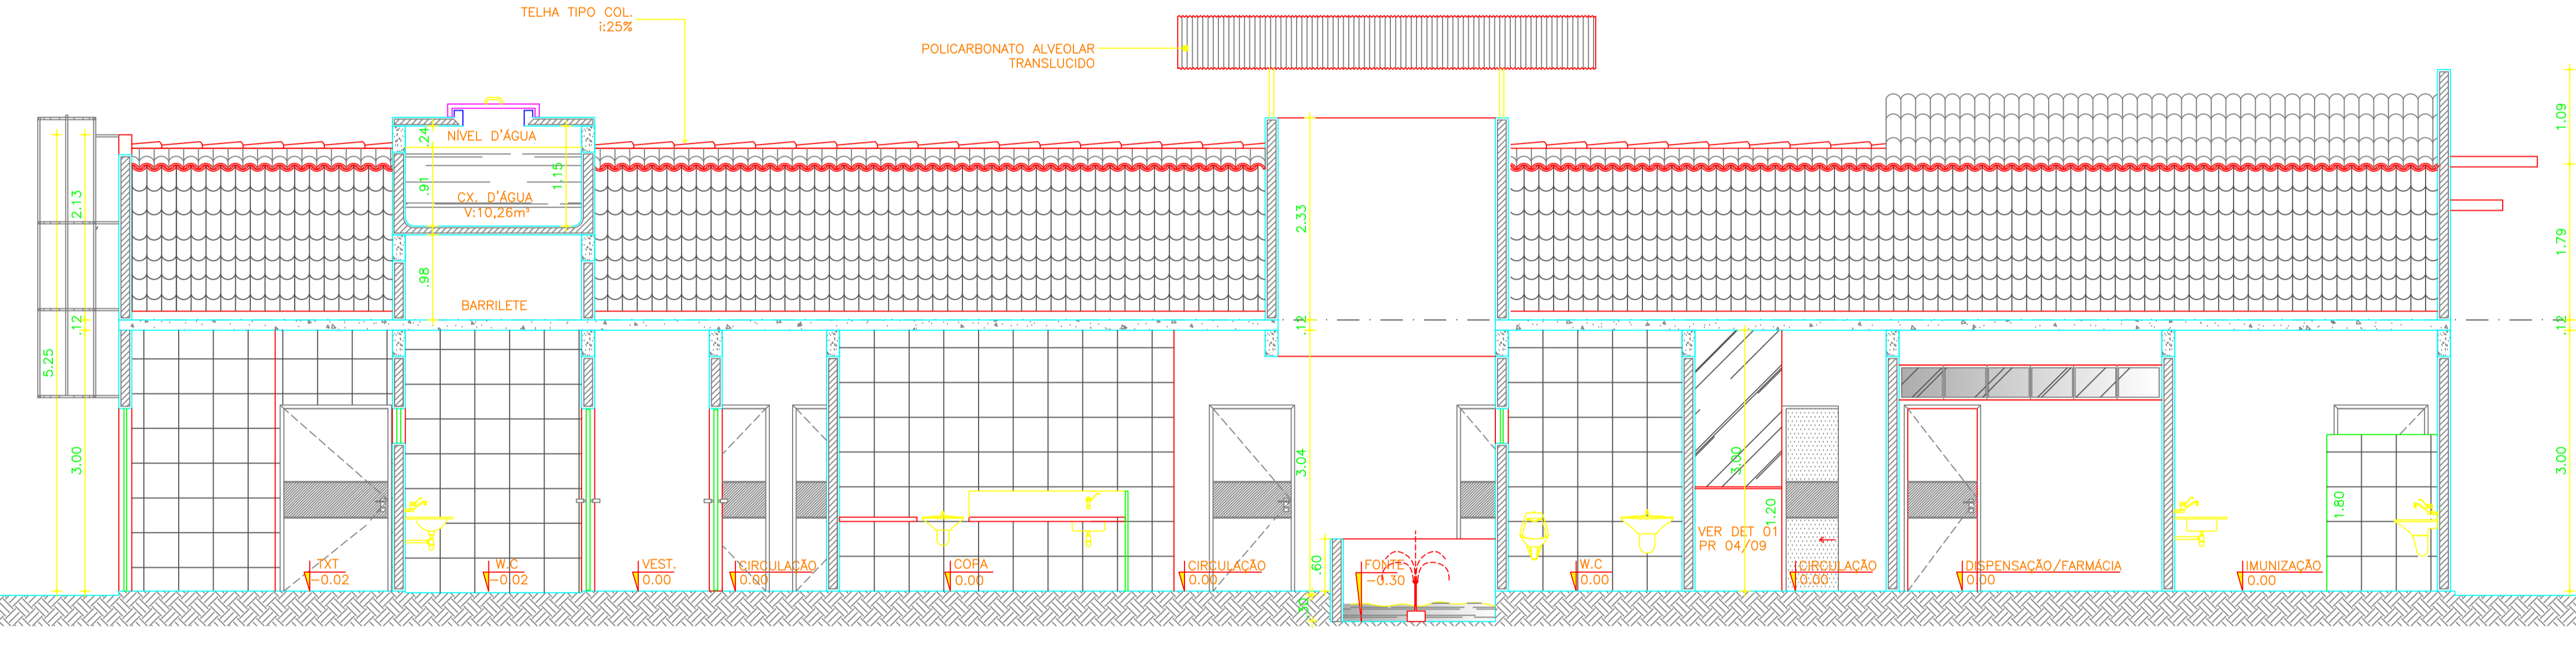 TELHA TIPO COL.
i:25%
POLICARBONATO ALVEOLAR
TRANSLUCIDO
NÍVEL D'ÁGUA
CX. D'ÁGUA
V:10,26m³
BARRILETE
.24
.91
1.15
.98
2.13
.12
5.25
3.00
2.33
.12
3.04
.60
.30
1.09
1.79
.12
3.00
3.00
1.20
1.80
VER DET 01
PR 04/09
TXT
-0.02
W.C
-0.02
VEST.
0.00
CIRCULAÇÃO
0.00
COPA
0.00
CIRCULAÇÃO
0.00
FONTE
-0.30
W.C
0.00
CIRCULAÇÃO
0.00
DISPENSAÇÃO/FARMÁCIA
0.00
IMUNIZAÇÃO
0.00